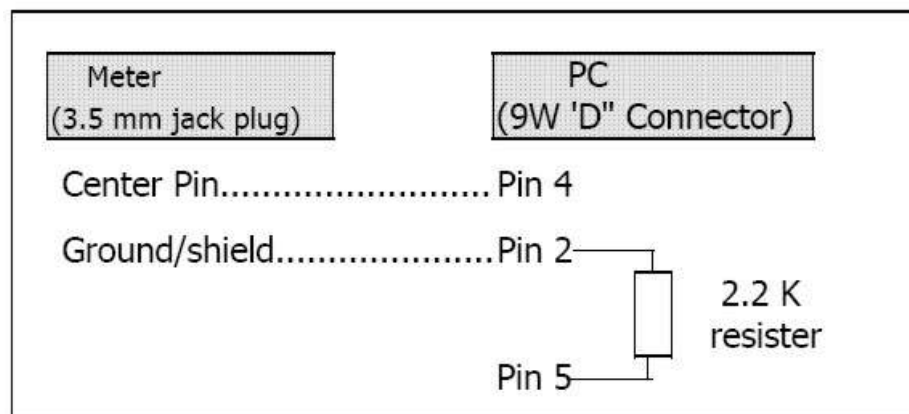 Meter
(3.5 mm jack plug)
PC
(9W 'D" Connector)
Center Pin.......................... Pin 4
Ground/shield.....................Pin 2
2.2 K
resister
Pin 5